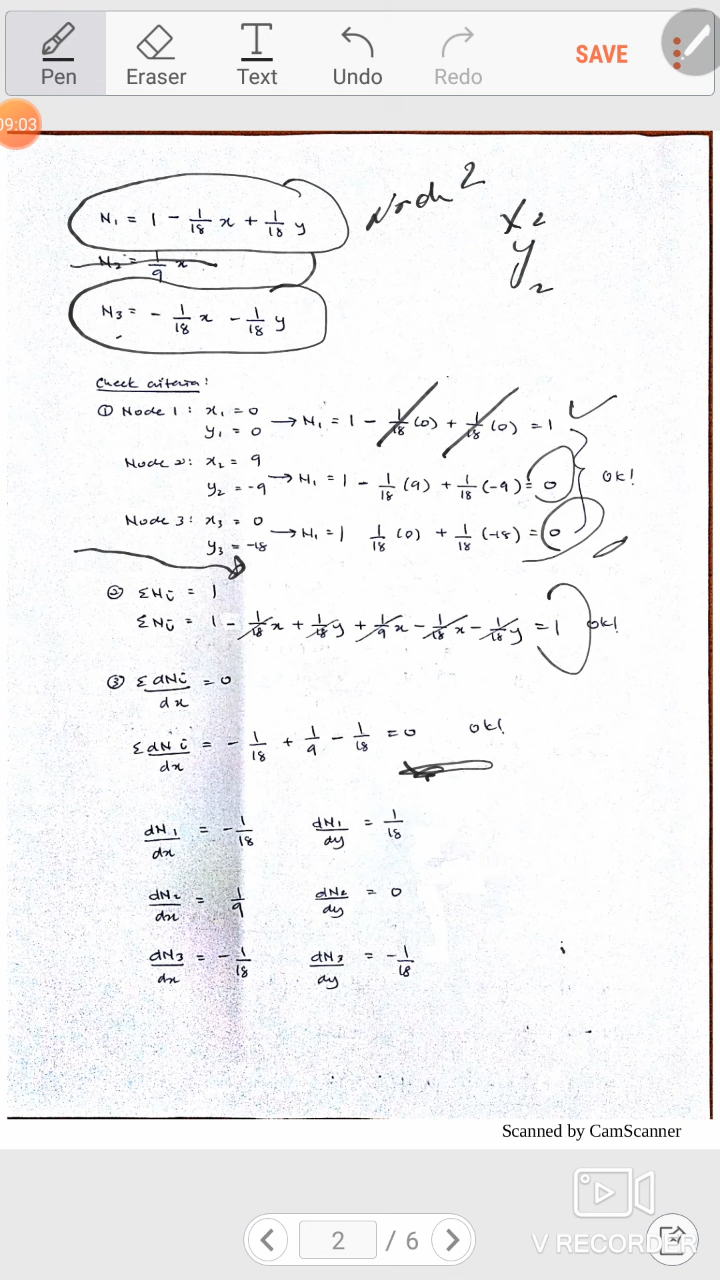 Pen Eraser Text Undo Redo SAVE
09:03
N₁ = 1 - 1/18 x + 1/18 y
Node 2
x₂
y₂
N₂ = 1/9 x
N₃ = - 1/18 x - 1/18 y
Check criteria:
① Node 1: x₁ = 0
y₁ = 0 → N₁ = 1 - 1/18 (0) + 1/18 (0) = 1
Node 2: x₂ = 9
y₂ = -9 → N₁ = 1 - 1/18 (9) + 1/18 (-9) = 0
ok!
Node 3: x₃ = 0
y₃ = -18 → N₁ = 1 1/18 (0) + 1/18 (-18) = 0
② ΣNi = 1
ΣNi = 1 - 1/18 x + 1/18 y + 1/9 x - 1/18 x - 1/18 y = 1 ok!
③ ΣdNi/dx = 0
ΣdNi/dx = - 1/18 + 1/9 - 1/18 = 0 ok!
dN₁/dx = - 1/18 dN₁/dy = 1/18
dN₂/dx = 1/9 dN₂/dy = 0
dN₃/dx = - 1/18 dN₃/dy = - 1/18
Scanned by CamScanner
2 / 6
V RECORDER